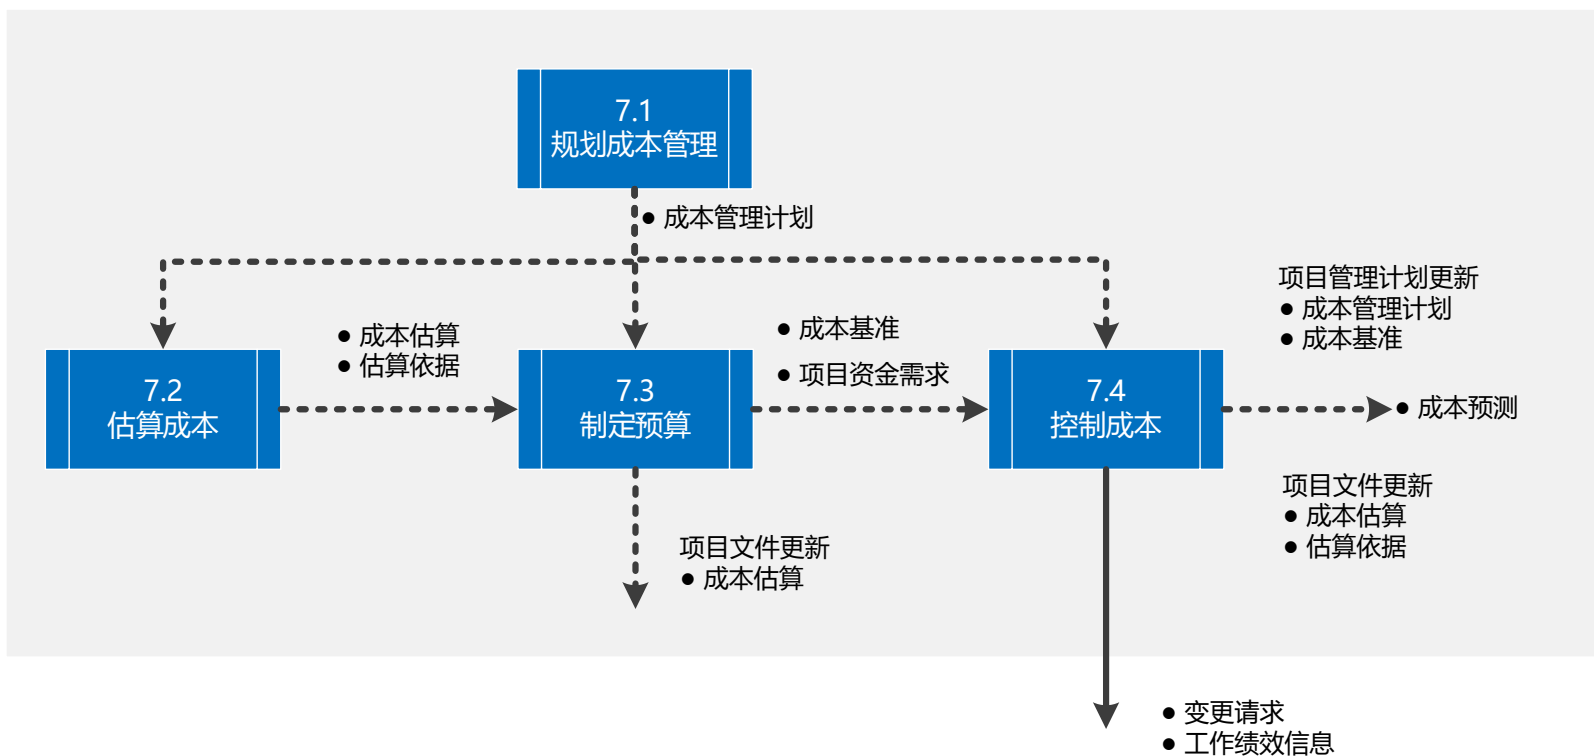 7.1
规划成本管理
● 成本管理计划
● 成本估算
● 估算依据
● 成本基准
● 项目资金需求
项目管理计划更新
● 成本管理计划
● 成本基准
7.2
估算成本
7.3
制定预算
7.4
控制成本
● 成本预测
项目文件更新
● 成本估算
项目文件更新
● 成本估算
● 估算依据
● 变更请求
● 工作绩效信息